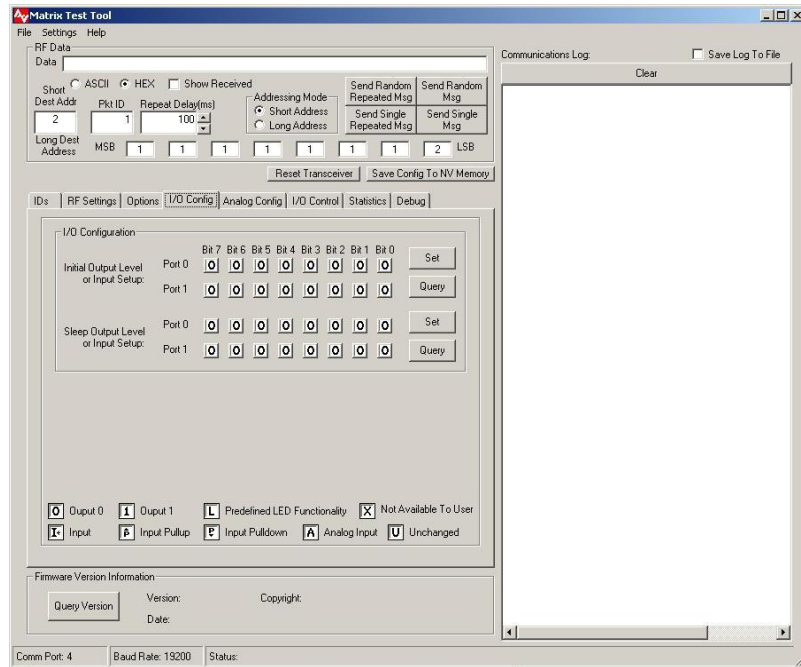 Matrix Test Tool
File Settings Help
RF Data
Data
ASCII HEX Show Received
Short Dest Addr
2
Pkt ID
1
Repeat Delay(ms)
100
Addressing Mode
Short Address
Long Address
Send Random Repeated Msg
Send Random Msg
Send Single Repeated Msg
Send Single Msg
Long Dest Address MSB 1 1 1 1 1 1 1 2 LSB
Reset Transceiver Save Config To NV Memory
Communications Log: Save Log To File
Clear
IDs RF Settings Options I/O Config Analog Config I/O Control Statistics Debug
I/O Configuration
Bit 7 Bit 6 Bit 5 Bit 4 Bit 3 Bit 2 Bit 1 Bit 0
Initial Output Level or Input Setup:
Port 0 0 0 0 0 0 0 0 0 Set
Port 1 0 0 0 0 0 0 0 0 Query
Sleep Output Level or Input Setup:
Port 0 0 0 0 0 0 0 0 0 Set
Port 1 0 0 0 0 0 0 0 0 Query
0 Ouput 0 1 Ouput 1 L Predefined LED Functionality X Not Available To User
I Input Input Pullup Input Pulldown A Analog Input U Unchanged
Firmware Version Information
Query Version
Version: Copyright:
Date:
Comm Port: 4 Baud Rate: 19200 Status: